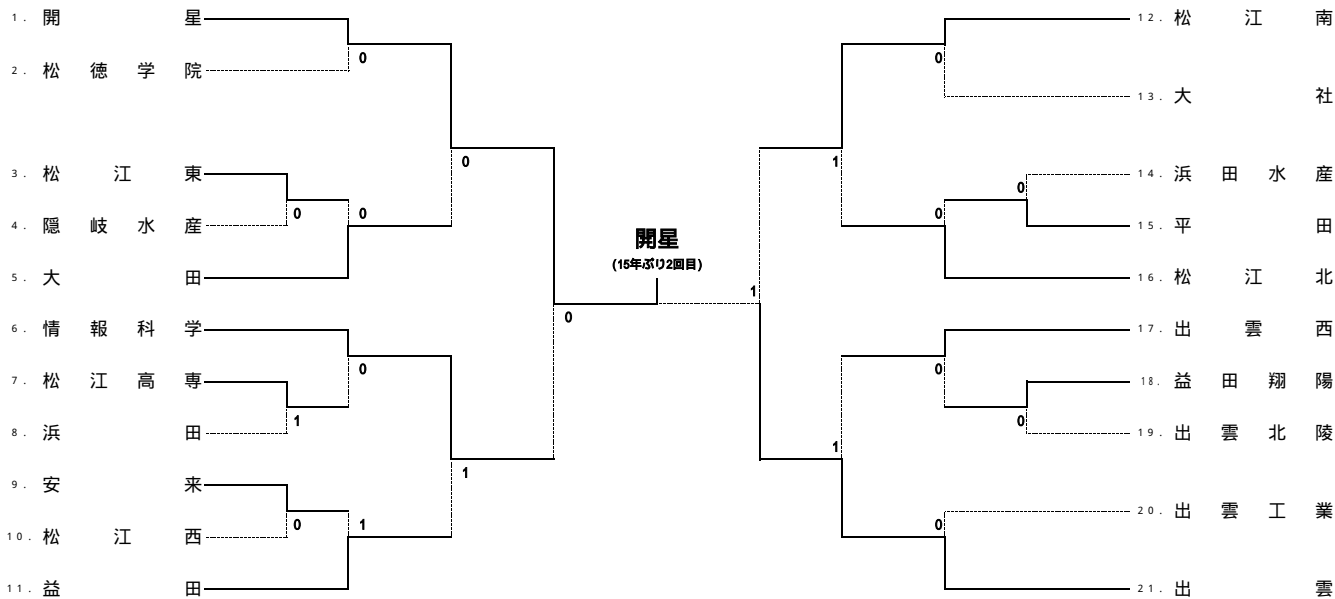 1. 開星
2. 松徳学院
0
3. 松江東
4. 隠岐水産
0
0
5. 大田
0
6. 情報科学
7. 松江高専
0
8. 浜田
1
9. 安来
1
10. 松江西
0
1
11. 益田
0
開星
(15年ぶり2回目)
1
12. 松江南
0
13. 大社
1
14. 浜田水産
0
15. 平田
0
16. 松江北
17. 出雲西
0
18. 益田翔陽
0
19. 出雲北陵
1
20. 出雲工業
0
21. 出雲